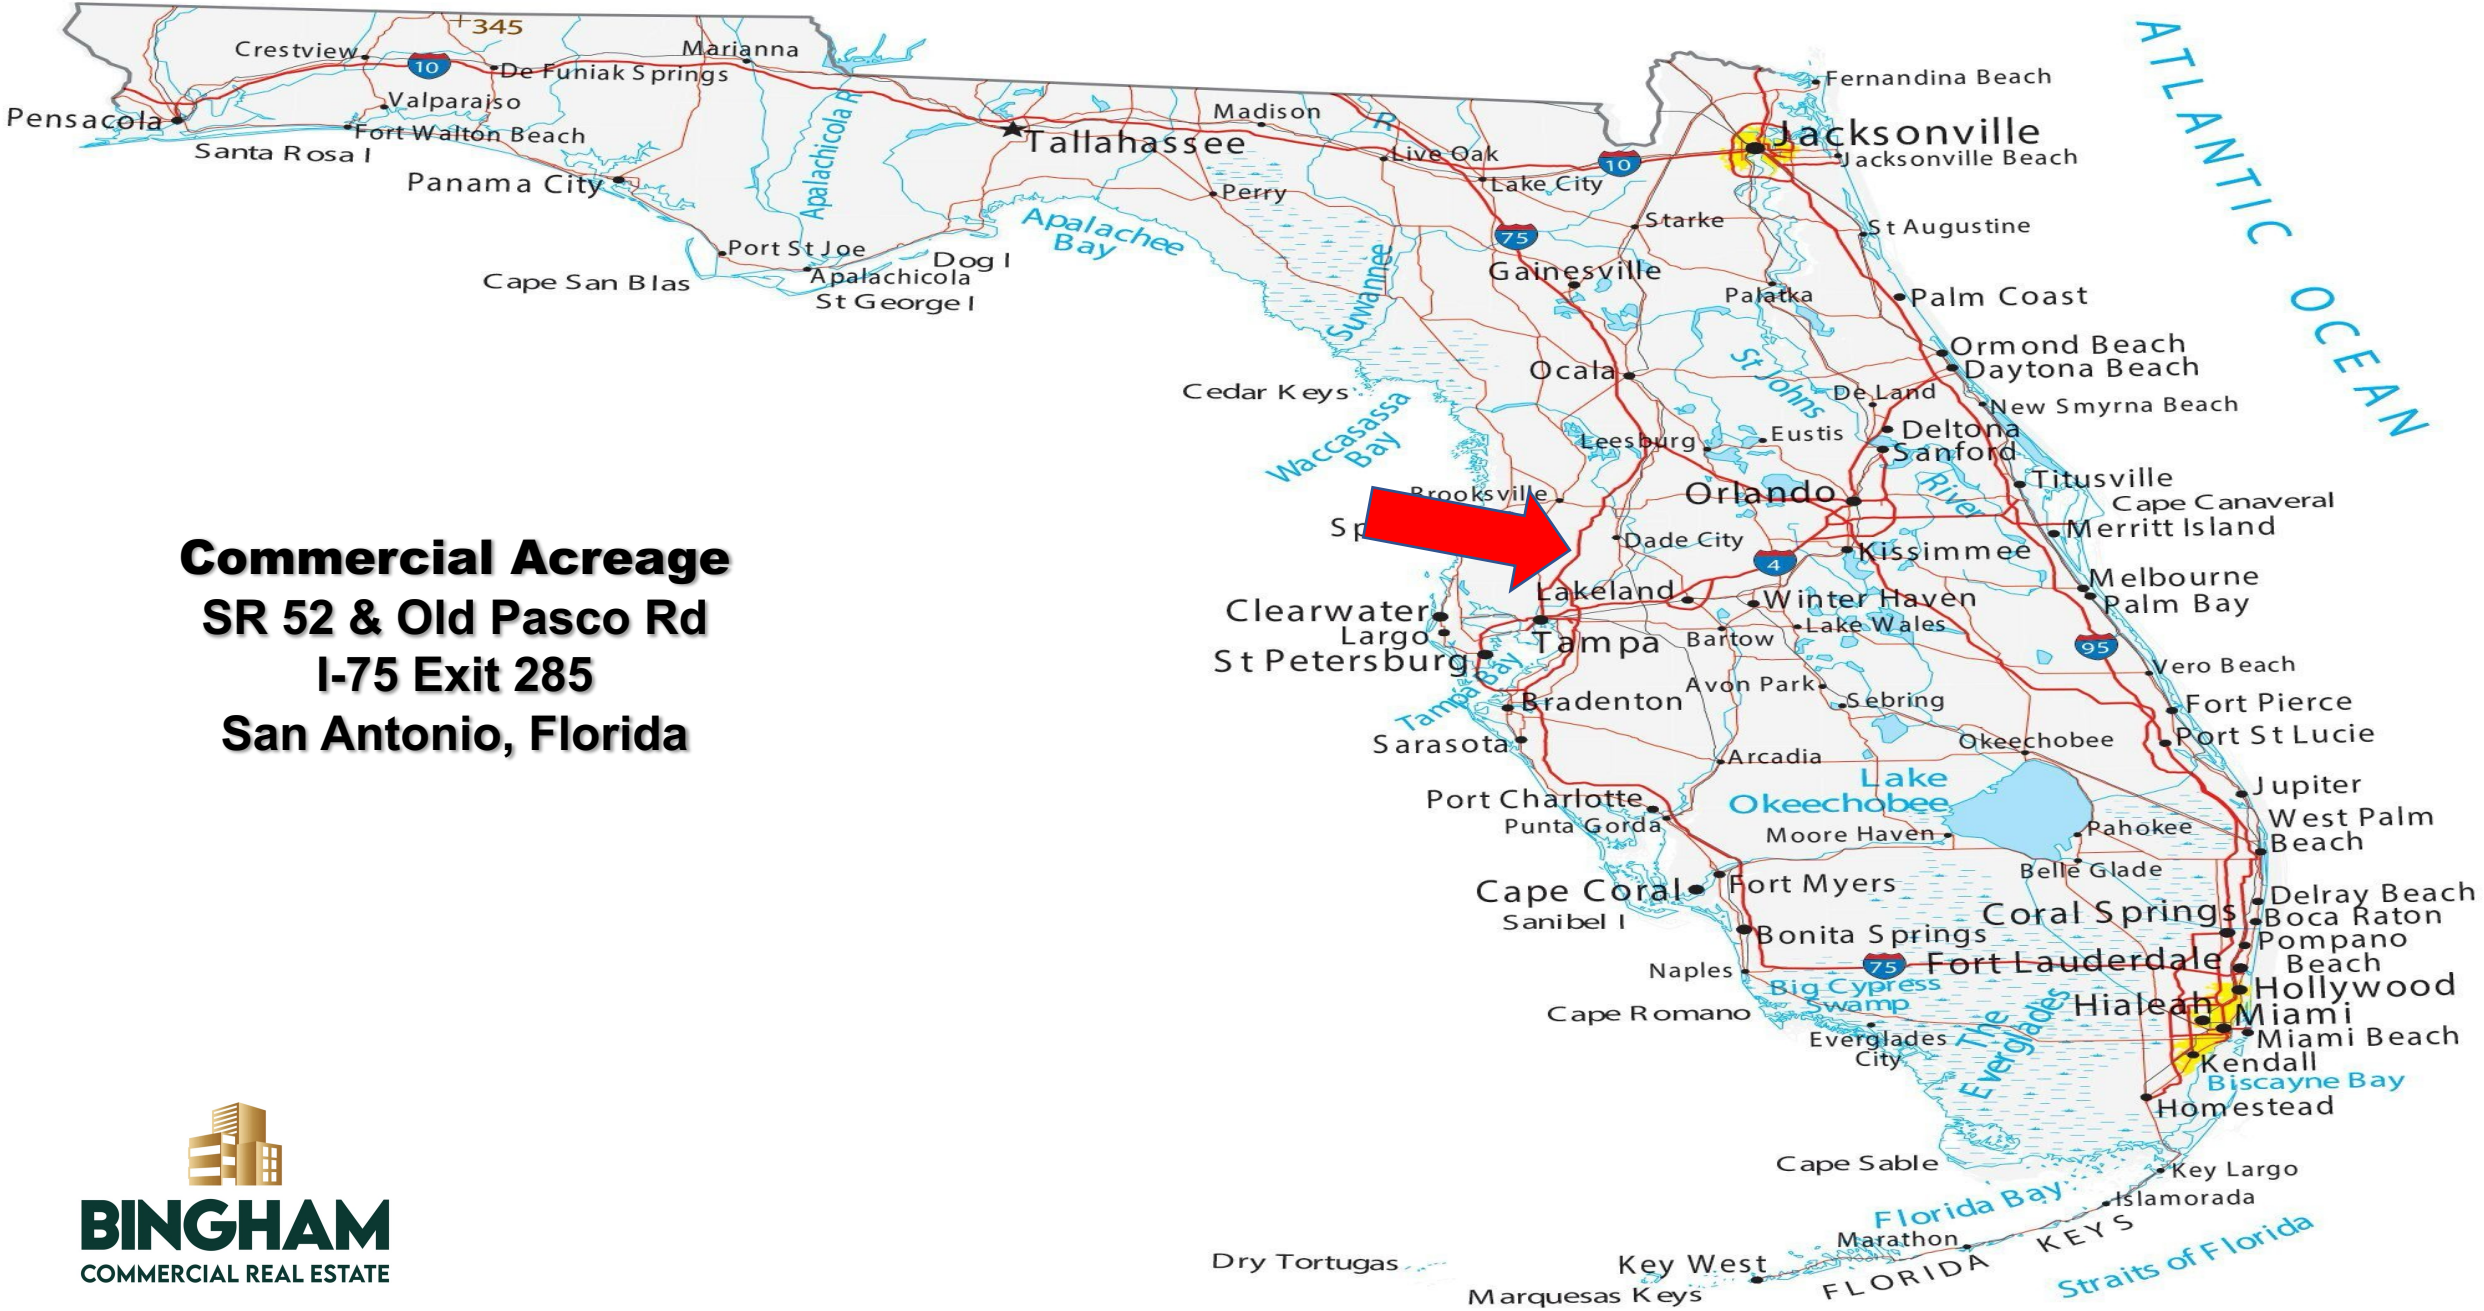 345
Crestview
Marianna
10
De Funiak Springs
Valparaiso
Pensacola
Fort Walton Beach
Santa Rosa I
Panama City
Apalachicola R
Tallahassee
Madison
R
Live Oak
10
Lake City
Perry
Fernandina Beach
Jacksonville
Jacksonville Beach
ATLANTIC OCEAN
Starke
St Augustine
75
Gainesville
Palatka
Palm Coast
Port St Joe
Apalachicola
Dog I
Cape San Blas
St George I
Apalachee
Bay
Suwannee
Ocala
St Johns
River
Ormond Beach
Daytona Beach
De Land
New Smyrna Beach
Cedar Keys
Waccasassa
Bay
Leesburg
Eustis
Deltona
Sanford
Brooksville
Orlando
Titusville
Cape Canaveral
Merritt Island
Sp
Dade City
Kissimmee
4
Melbourne
Palm Bay
Commercial Acreage
SR 52 & Old Pasco Rd
I-75 Exit 285
San Antonio, Florida
Lakeland
Winter Haven
Clearwater
Largo
St Petersburg
Tampa
Tampa Bay
Bartow
Lake Wales
95
Vero Beach
Avon Park
Sebring
Bradenton
Fort Pierce
Sarasota
Okeechobee
Port St Lucie
Arcadia
Lake
Okeechobee
Jupiter
Port Charlotte
Punta Gorda
Moore Haven
Pahokee
West Palm
Beach
Belle Glade
Cape Coral
Fort Myers
Sanibel I
Delray Beach
Coral Springs
Boca Raton
Bonita Springs
Pompano
Beach
Naples
75
Fort Lauderdale
Big Cypress
Swamp
Hollywood
Hialeah
Miami
Cape Romano
Miami Beach
Everglades
City
The
Everglades
Kendall
Biscayne Bay
Homestead
Cape Sable
Key Largo
Florida Bay
Islamorada
Marathon
FLORIDA KEYS
Straits of Florida
Dry Tortugas
Key West
Marquesas Keys
BINGHAM
COMMERCIAL REAL ESTATE